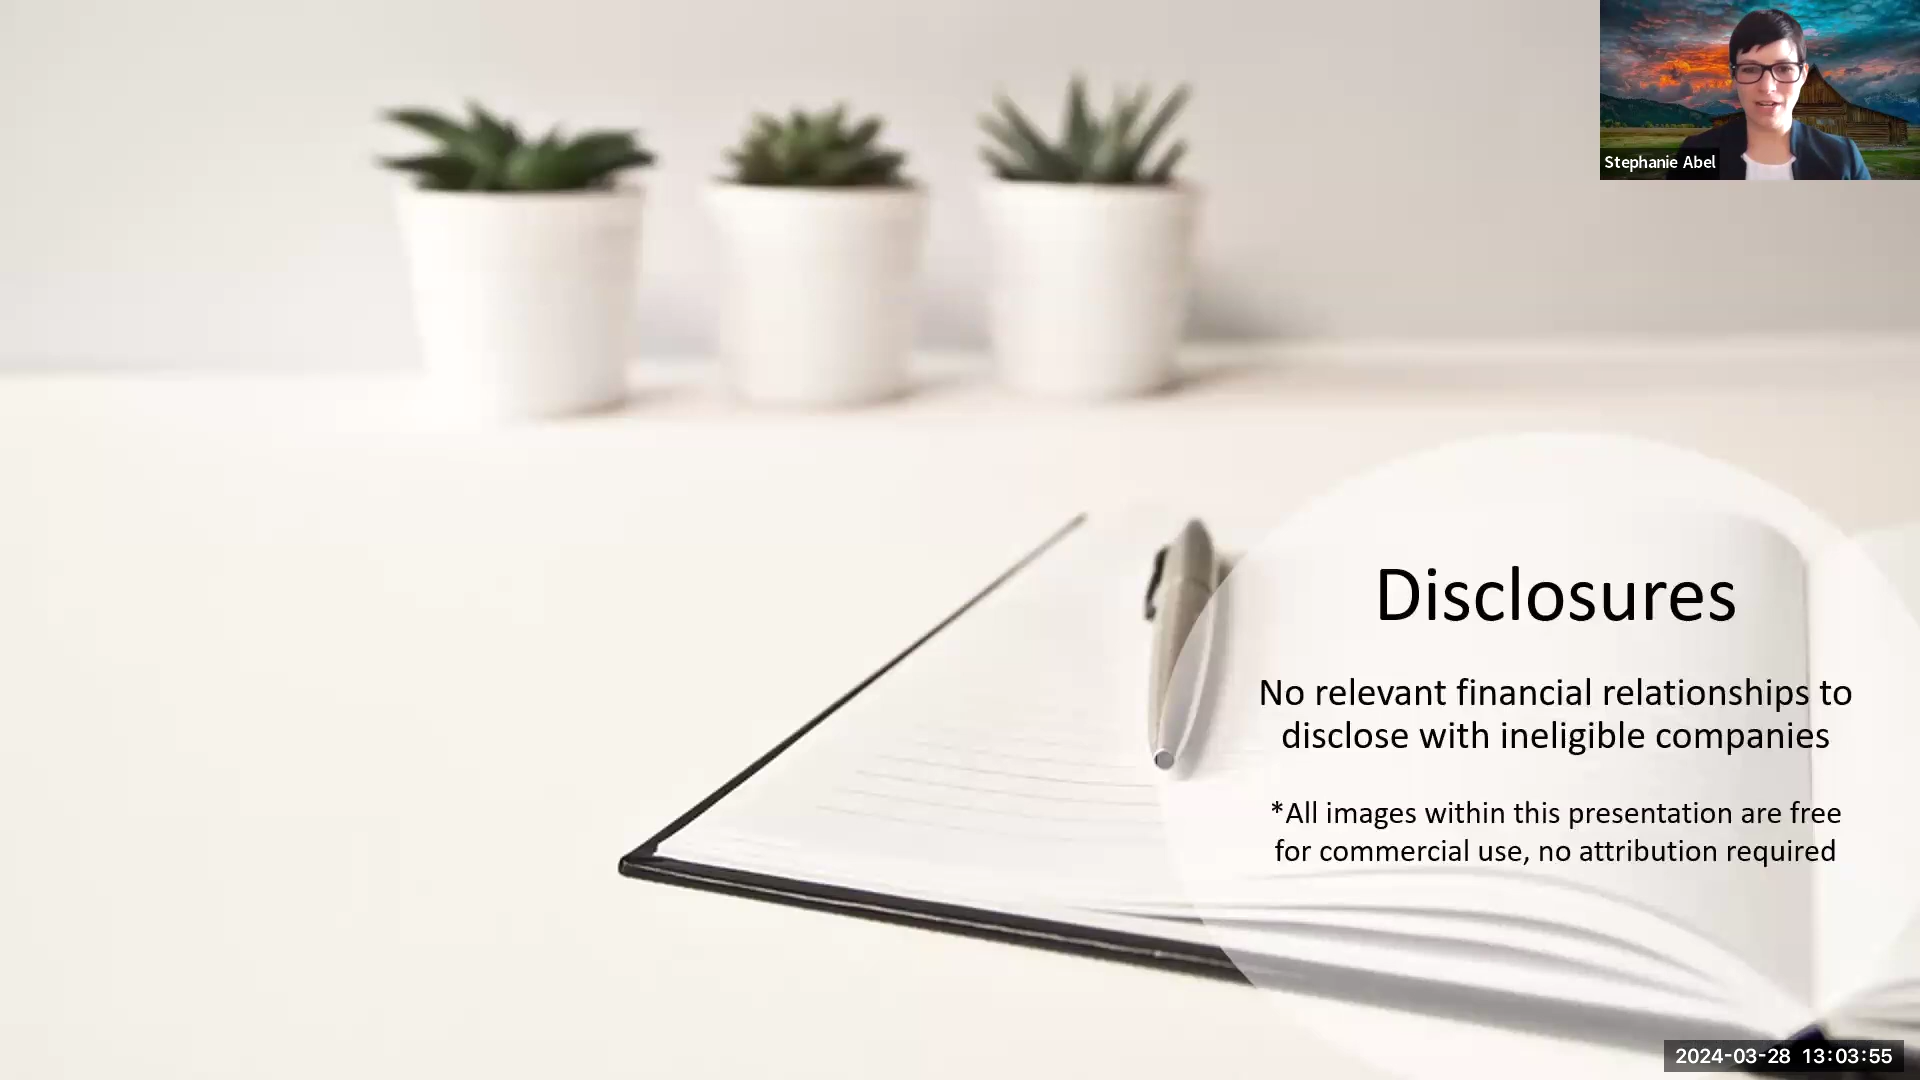 Stephanie Abel
Disclosures
No relevant financial relationships to
disclose with ineligible companies
*All images within this presentation are free
for commercial use, no attribution required
2024-03-28 13:03:55